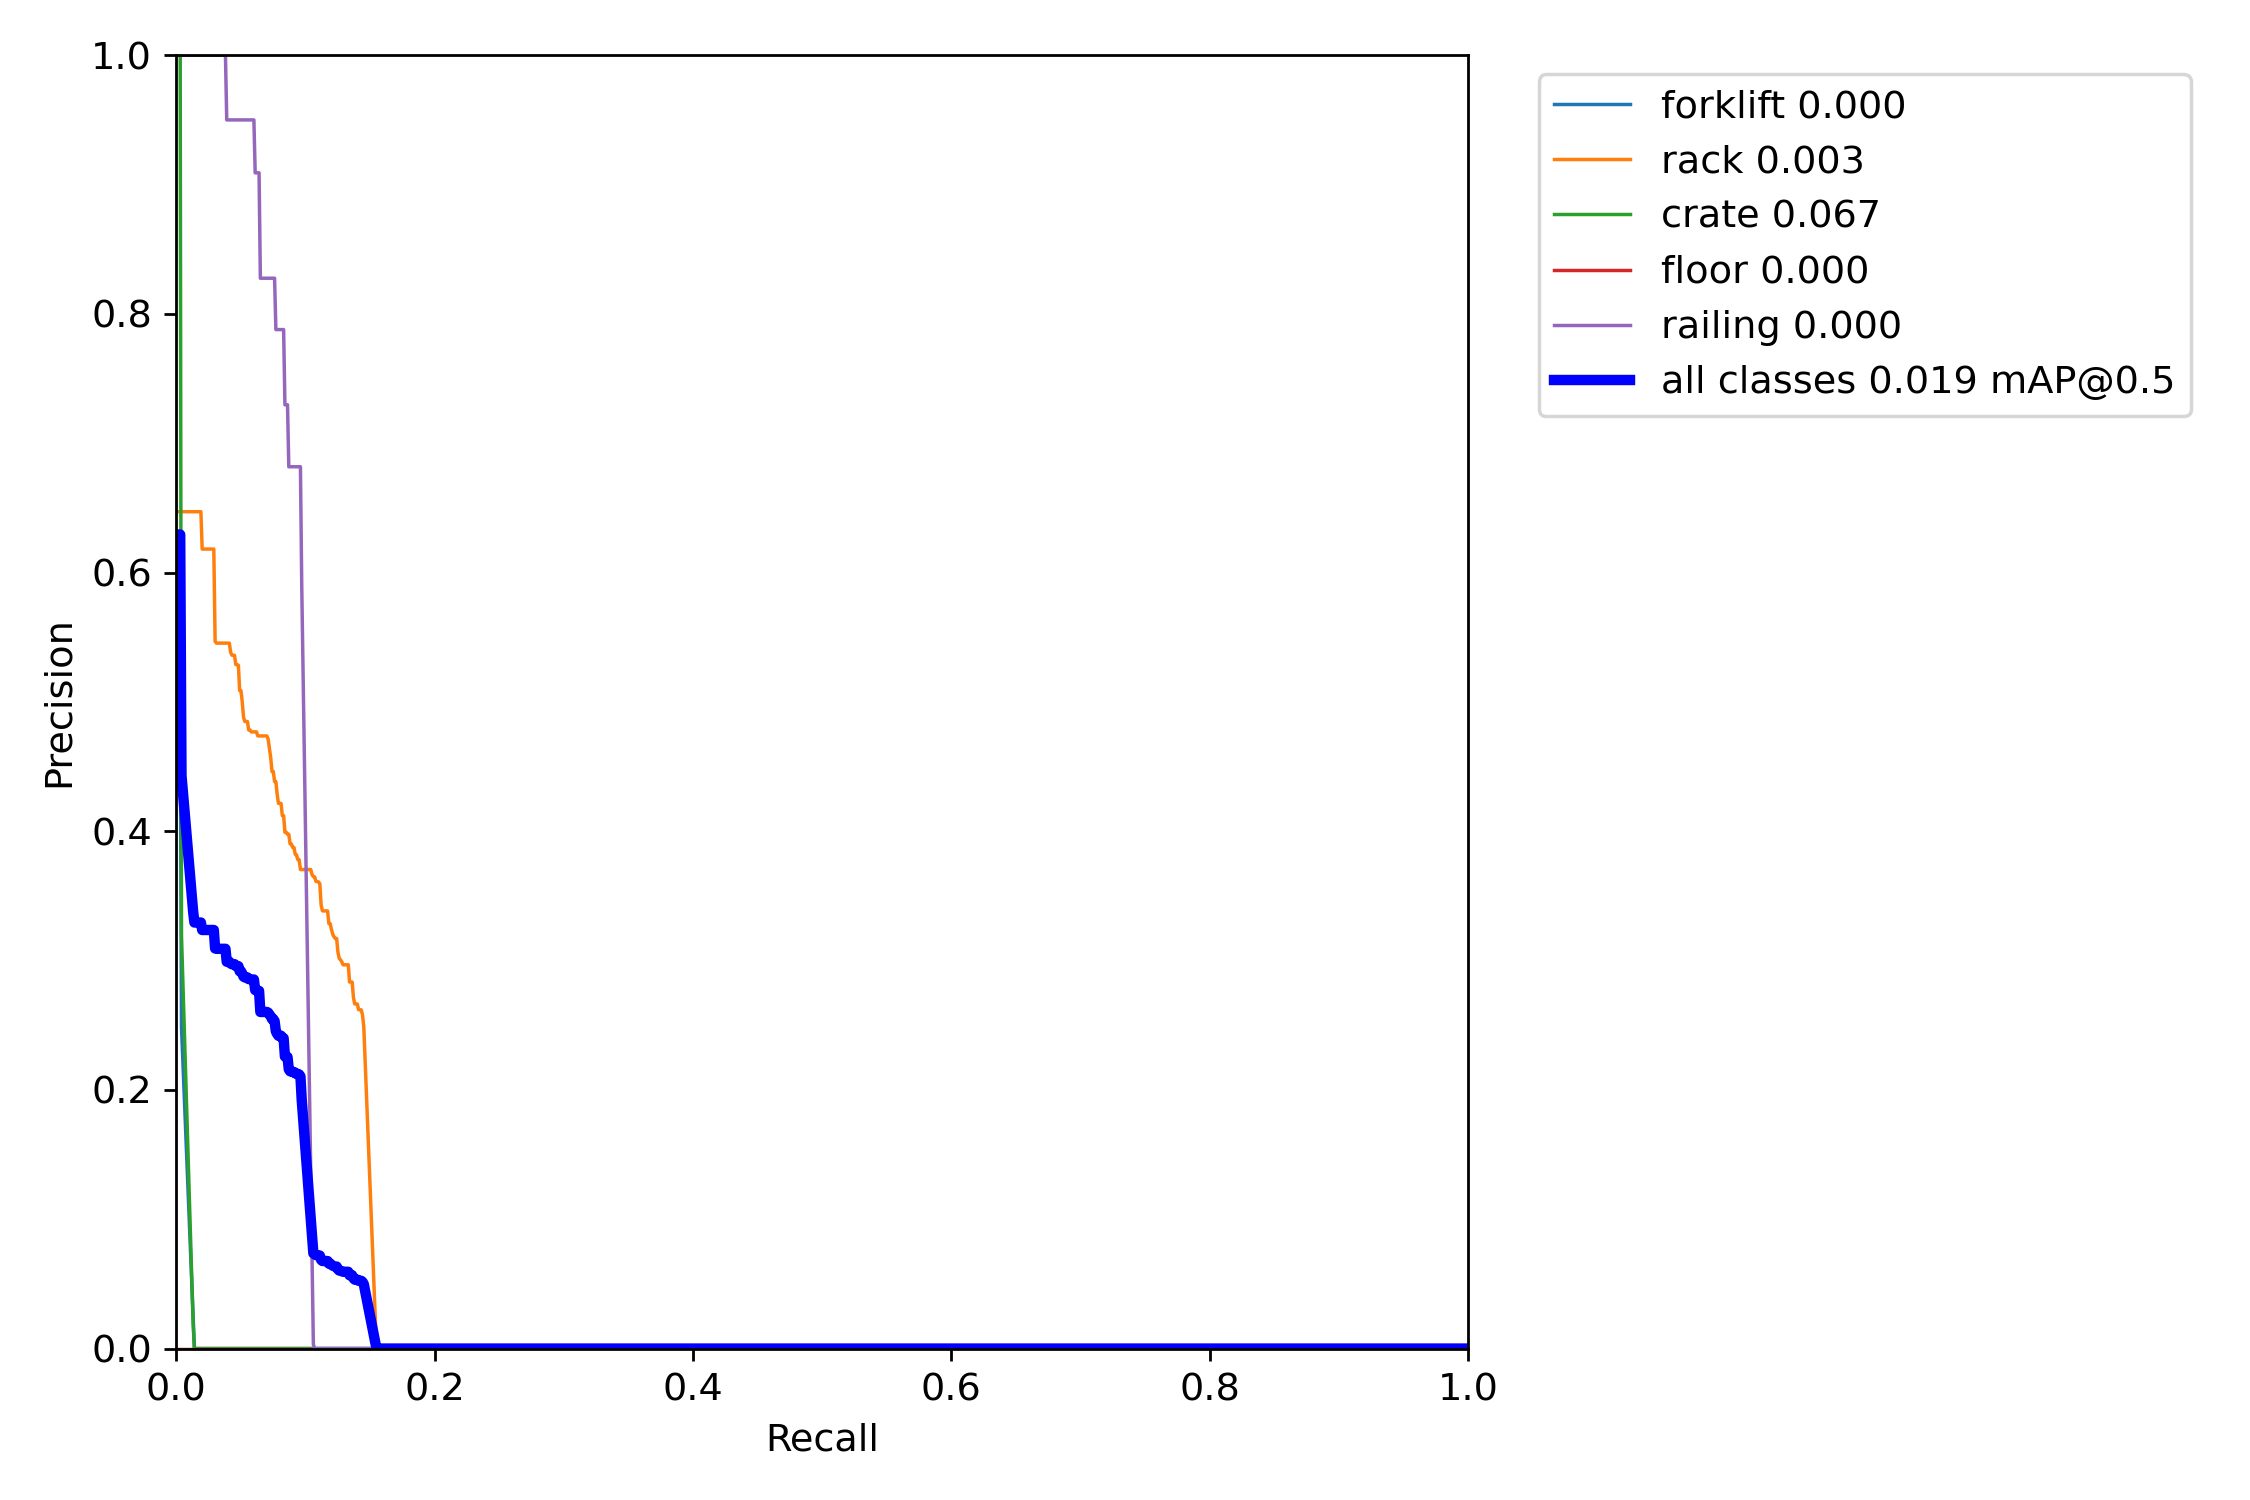 1.0
0.8
0.6
0.4
0.2
0.0
Precision
0.0 0.2 0.4 0.6 0.8 1.0
Recall
forklift 0.000
rack 0.003
crate 0.067
floor 0.000
railing 0.000
all classes 0.019 mAP@0.5